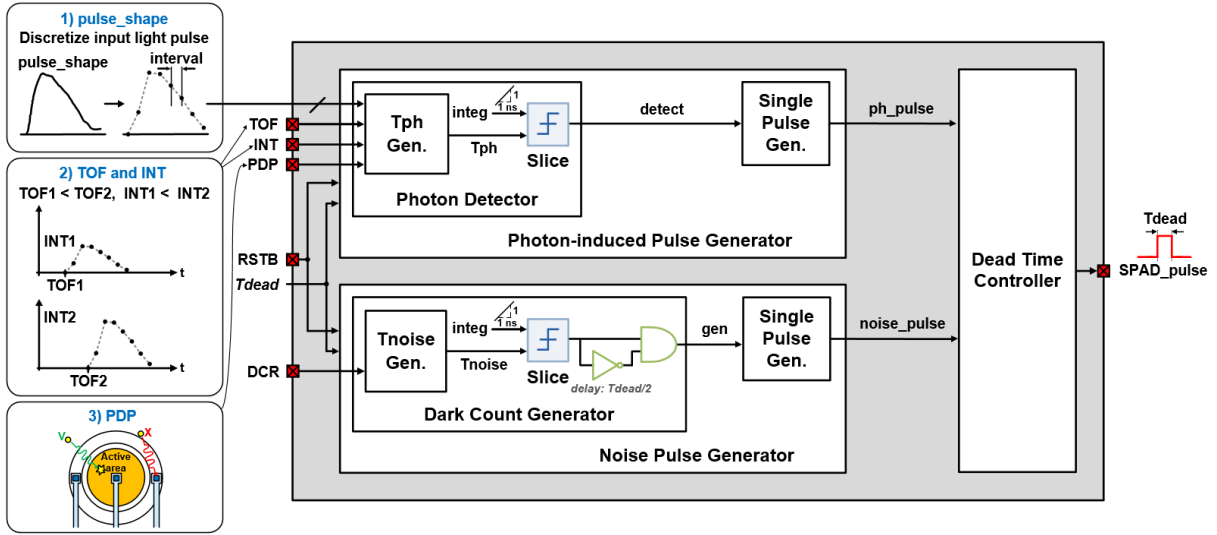 1) pulse_shape
Discretize input light pulse
pulse_shape
interval
2) TOF and INT
TOF1 < TOF2, INT1 < INT2
INT1
t
TOF1
INT2
t
TOF2
3) PDP
V
X
Active
area
TOF
INT
PDP
RSTB
Tdead
DCR
Tph
Gen.
integ
1
1 ns
Tph
Slice
Photon Detector
detect
Single
Pulse
Gen.
Photon-induced Pulse Generator
ph_pulse
Tnoise
Gen.
integ
1
1 ns
Tnoise
Slice
delay: Tdead/2
Dark Count Generator
gen
Single
Pulse
Gen.
Noise Pulse Generator
noise_pulse
Dead Time
Controller
Tdead
SPAD_pulse